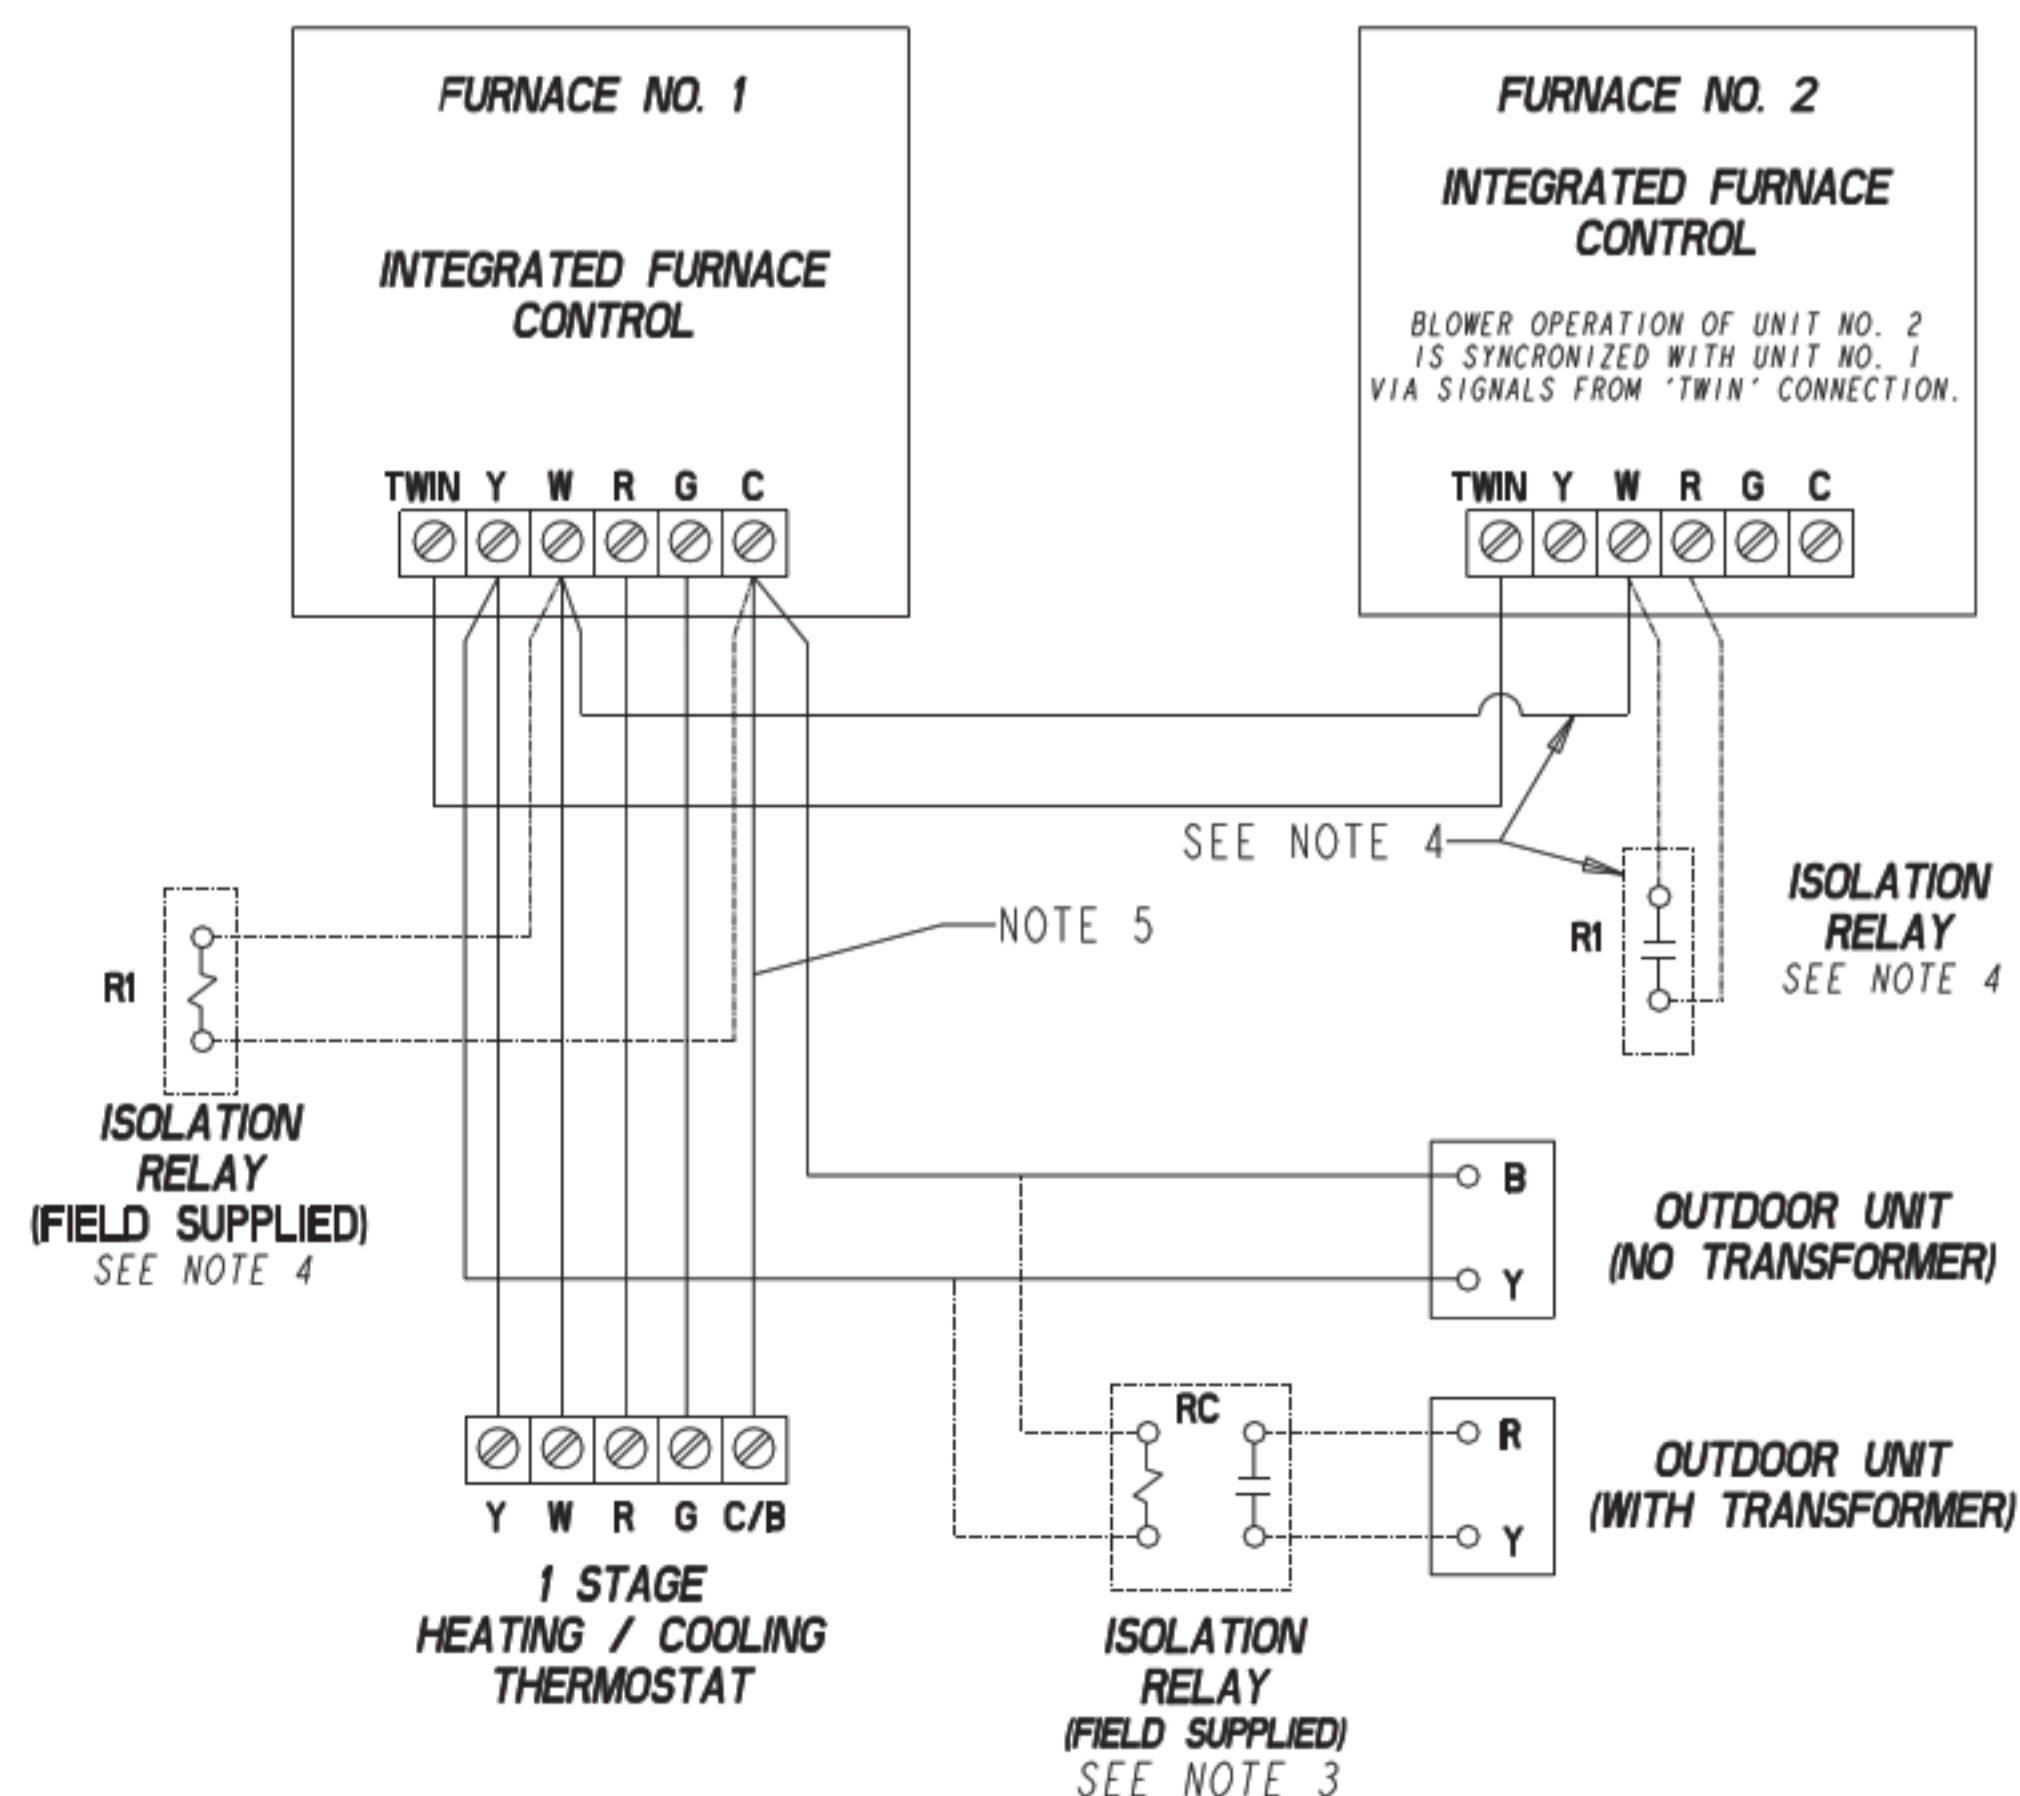 FURNACE NO. 1
INTEGRATED FURNACE
CONTROL
TWIN Y W R G C
FURNACE NO. 2
INTEGRATED FURNACE
CONTROL
BLOWER OPERATION OF UNIT NO. 2
IS SYNCRONIZED WITH UNIT NO. 1
VIA SIGNALS FROM 'TWIN' CONNECTION.
TWIN Y W R G C
SEE NOTE 4
NOTE 5
R1
ISOLATION
RELAY
(FIELD SUPPLIED)
SEE NOTE 4
R1
ISOLATION
RELAY
SEE NOTE 4
B
Y
OUTDOOR UNIT
(NO TRANSFORMER)
RC
R
Y
OUTDOOR UNIT
(WITH TRANSFORMER)
Y W R G C/B
1 STAGE
HEATING / COOLING
THERMOSTAT
ISOLATION
RELAY
(FIELD SUPPLIED)
SEE NOTE 3